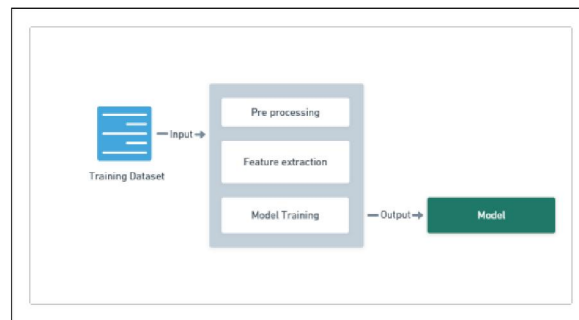 Pre processing
Input
Feature extraction
Training Dataset
Model Training
Output
Model